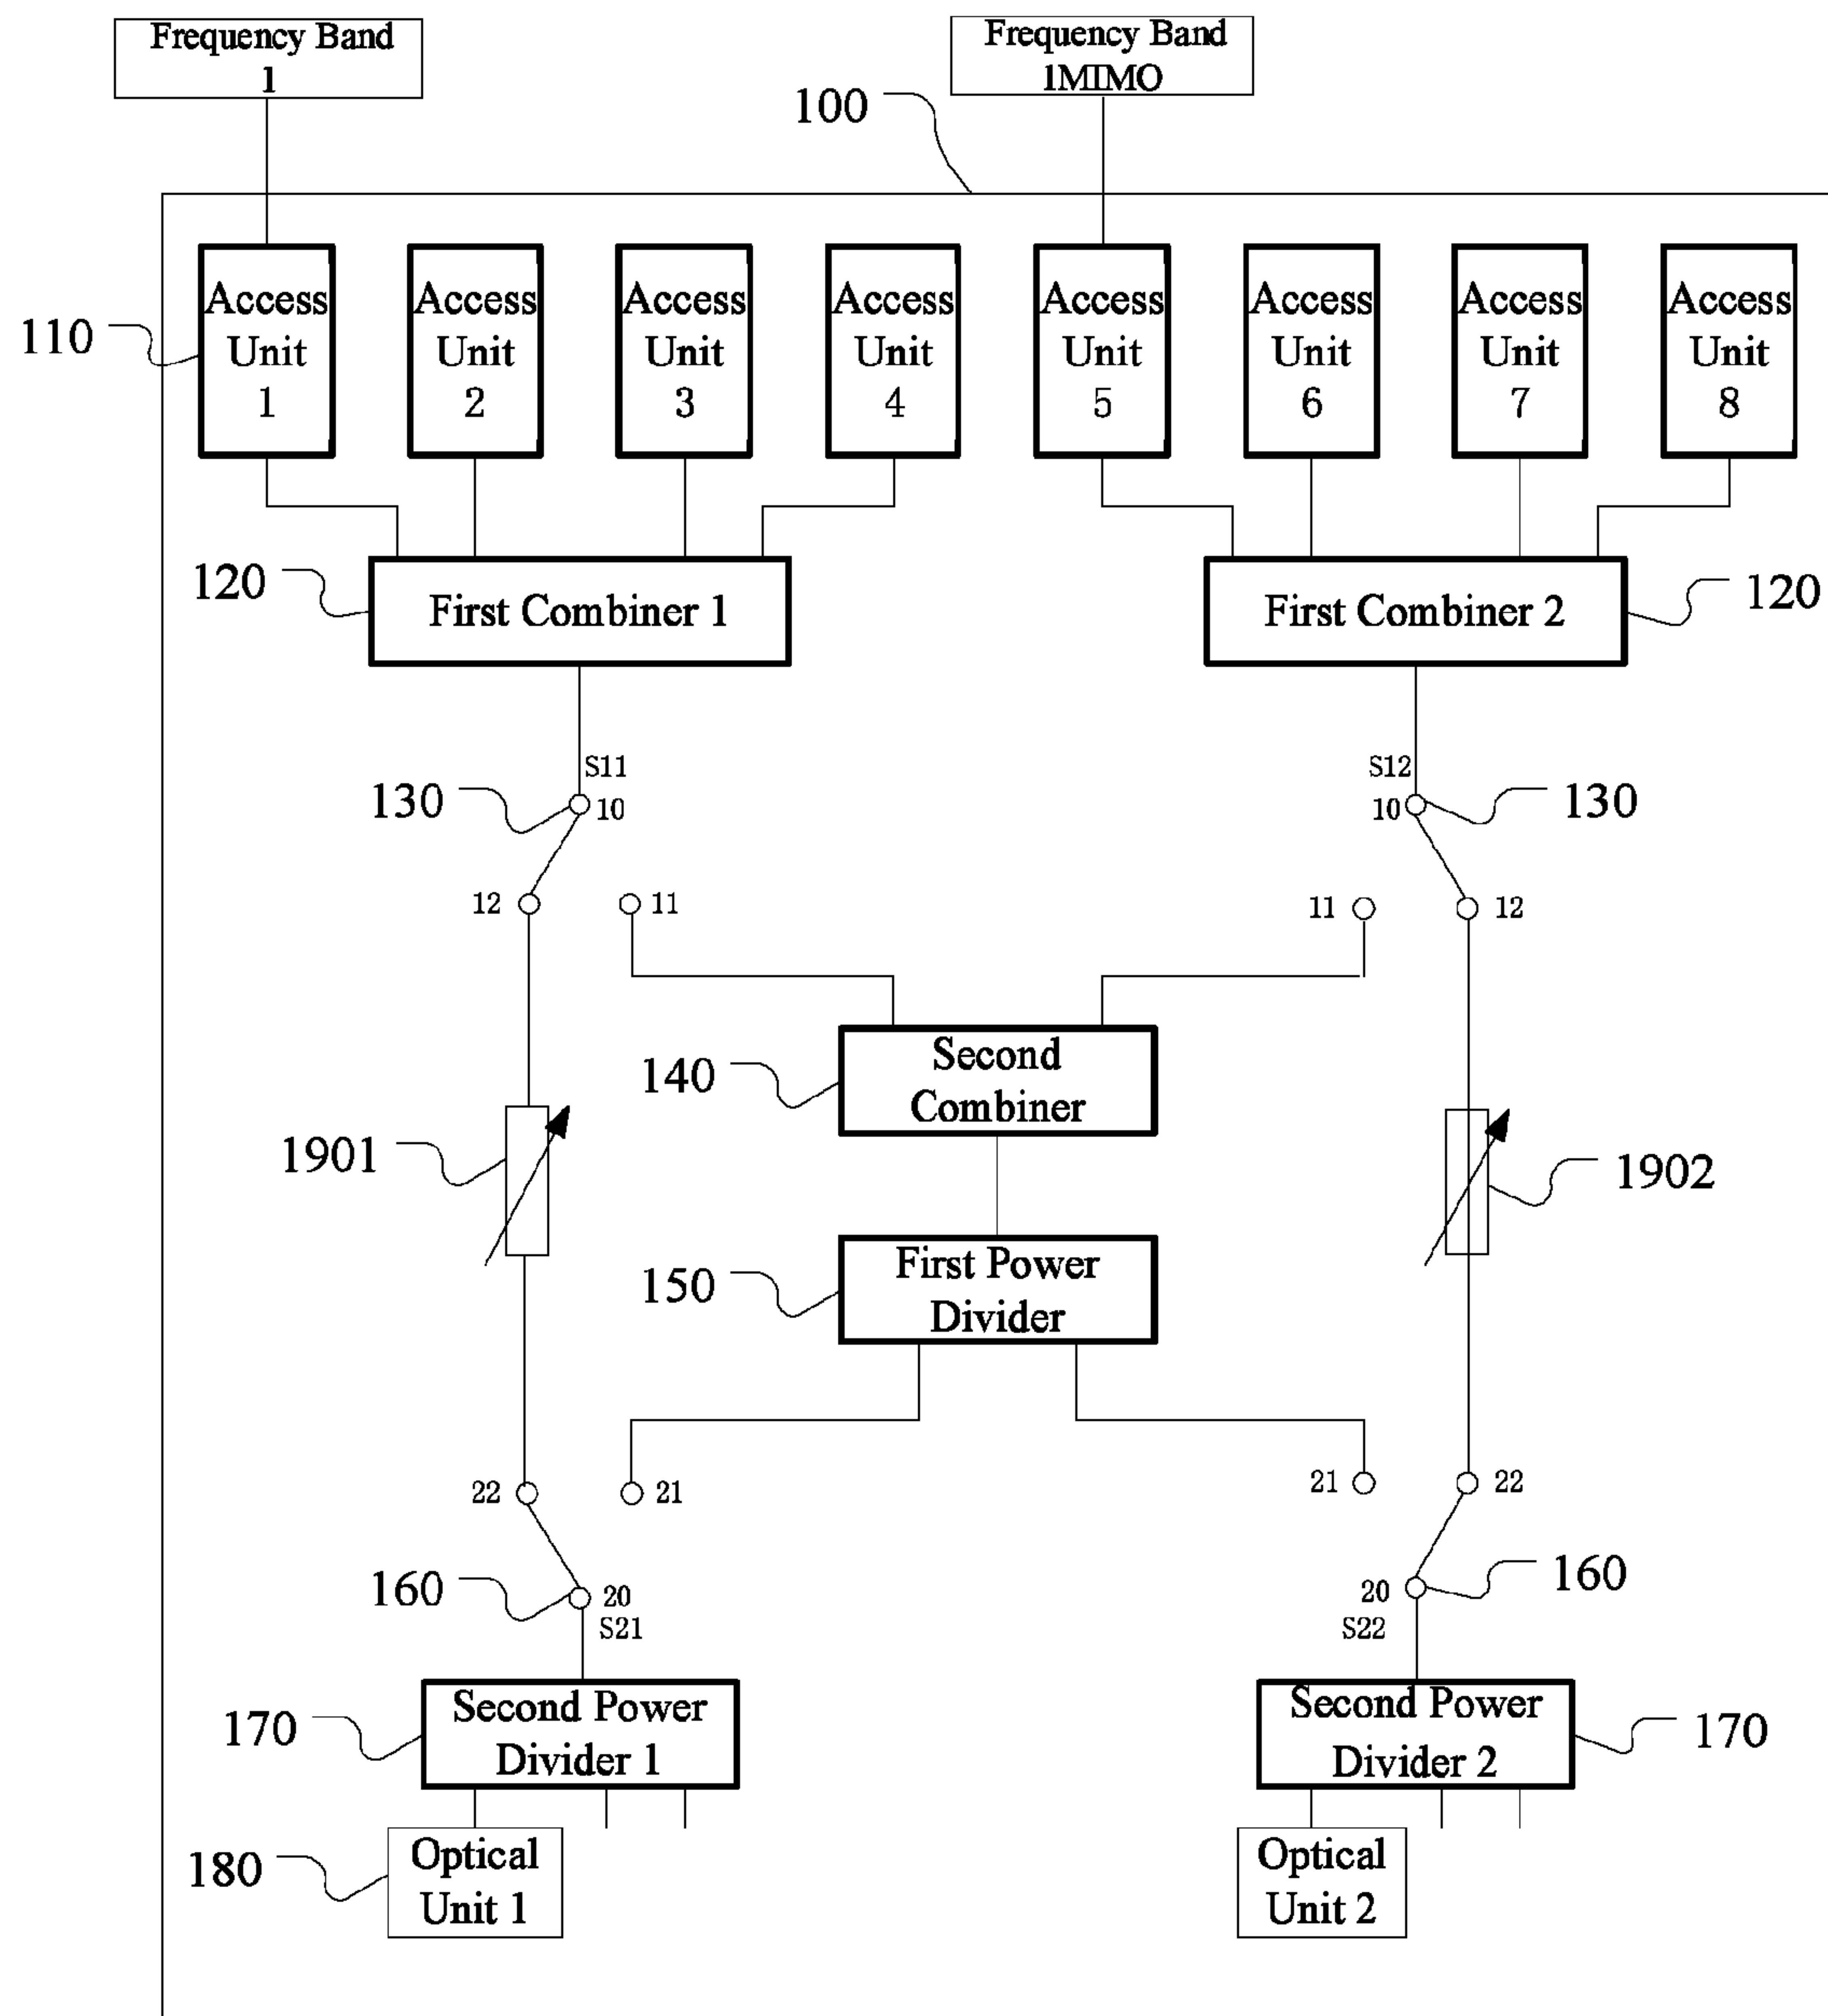 Frequency Band
1
Frequency Band
1MIMO
100
Access
Unit
1
Access
Unit
2
Access
Unit
3
Access
Unit
4
Access
Unit
5
Access
Unit
6
Access
Unit
7
Access
Unit
8
110
120
First Combiner 1
First Combiner 2
120
S11
S12
130
10
10
130
12
11
11
12
140
Second
Combiner
1901
1902
150
First Power
Divider
22
21
21
22
160
20
S21
20
S22
160
170
Second Power
Divider 1
Second Power
Divider 2
170
180
Optical
Unit 1
Optical
Unit 2